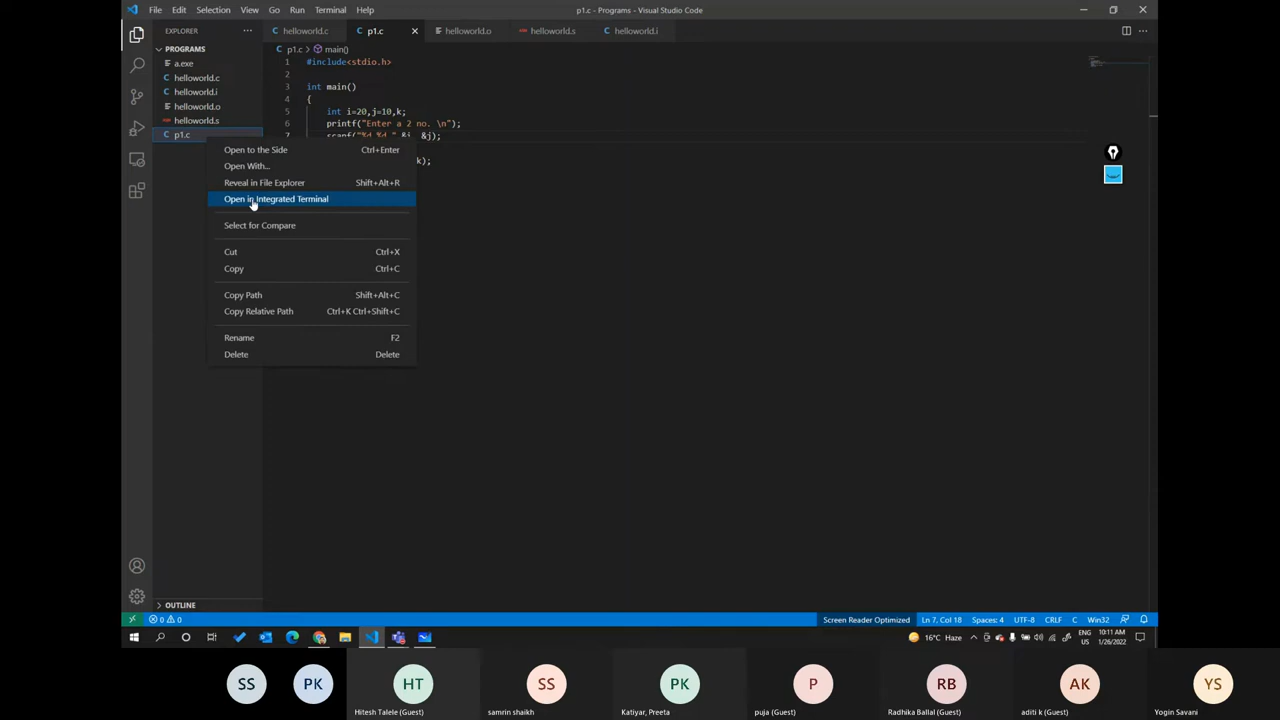 File Edit Selection View Go Run Terminal Help
p1.c - Programs - Visual Studio Code
EXPLORER
helloworld.c
p1.c
helloworld.o
helloworld.s
helloworld.i
PROGRAMS
a.exe
helloworld.c
helloworld.i
helloworld.o
helloworld.s
p1.c
p1.c > main()
1 #include<stdio.h>
2
3 int main()
4 {
5 int i=20,j=10,k;
6 printf("Enter a 2 no. \n");
7 scanf("%d %d " &i &j);
k);
Open to the Side Ctrl+Enter
Open With...
Reveal in File Explorer Shift+Alt+R
Open in Integrated Terminal
Select for Compare
Cut Ctrl+X
Copy Ctrl+C
Copy Path Shift+Alt+C
Copy Relative Path Ctrl+K Ctrl+Shift+C
Rename F2
Delete Delete
OUTLINE
0 0
Screen Reader Optimized Ln 7, Col 18 Spaces: 4 UTF-8 CRLF C Win32
16°C Haze
ENG
US
10:11 AM
1/26/2022
SS PK HT SS PK P RB AK YS
Hitesh Talele (Guest) samrin shaikh Katiyar, Preeta puja (Guest) Radhika Ballal (Guest) aditi k (Guest) Yogin Savani